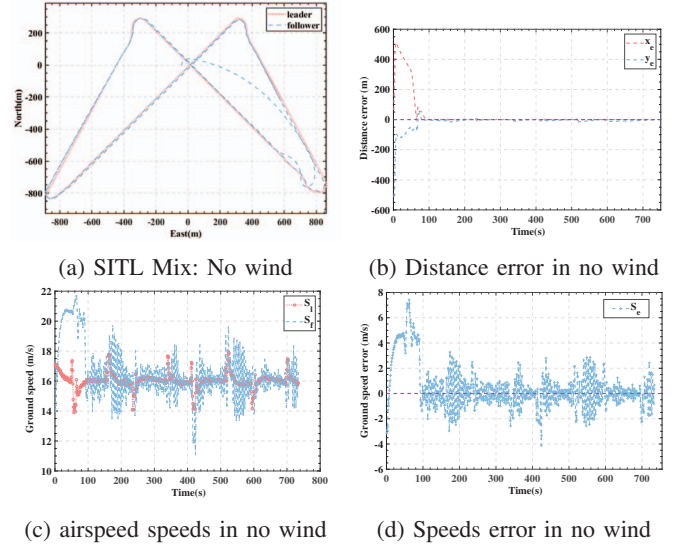 leader
follower
200
0
-200
-400
-600
-800
North(m)
-800 -600 -400 -200 0 200 400 600 800
East(m)
(a) SITL Mix: No wind
x_e
y_e
600
400
200
0
200
400
600
Distance error (m)
0 100 200 300 400 500 600 700
Time(s)
(b) Distance error in no wind
S_l
S_f
22
20
18
16
14
12
10
Ground speed (m/s)
0 100 200 300 400 500 600 700 800
Time(s)
(c) airspeed speeds in no wind
S_e
8
6
4
2
0
-2
-4
-6
Ground speed error (m/s)
0 100 200 300 400 500 600 700
Time(s)
(d) Speeds error in no wind